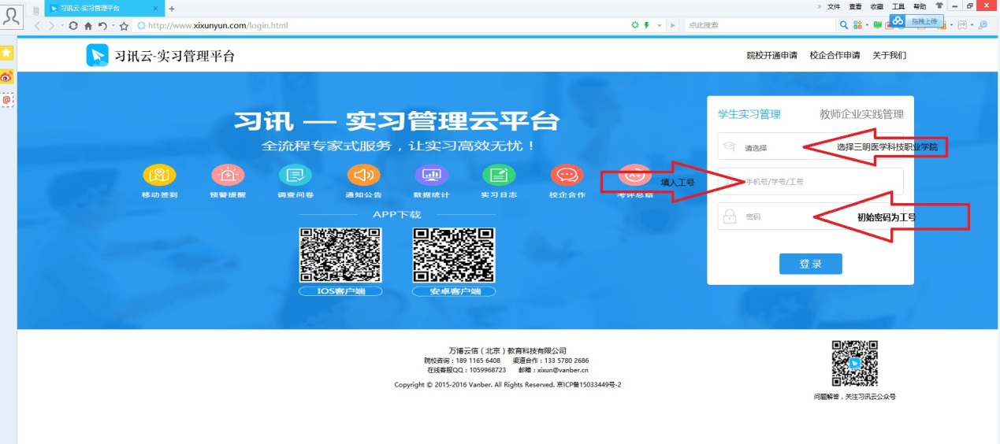 习讯云-实习管理平台
文件 查看 收藏 工具 帮助
http://www.xixunyun.com/login.html
点此搜索
拖拽上传
习讯云-实习管理平台
院校开通申请 校企合作申请 关于我们
习讯 — 实习管理云平台
全流程专家式服务，让实习高效无忧！
移动签到 预警提醒 调查问卷 通知公告 数据统计 实习日志 校企合作 考评总结
APP下载
IOS客户端 安卓客户端
学生实习管理 教师企业实践管理
请选择
选择三明医学科技职业学院
填入工号
手机号/学号/工号
密码
初始密码为工号
登 录
万博云信（北京）教育科技有限公司
院校咨询：189 1165 6408 渠道合作：133 5780 2686
在线客服QQ：1059968723 邮箱：xixun@vanber.cn
Copyright © 2015-2016 Vanber. All Rights Reserved. 京ICP备15033449号-2
问题解答，关注习讯云公众号